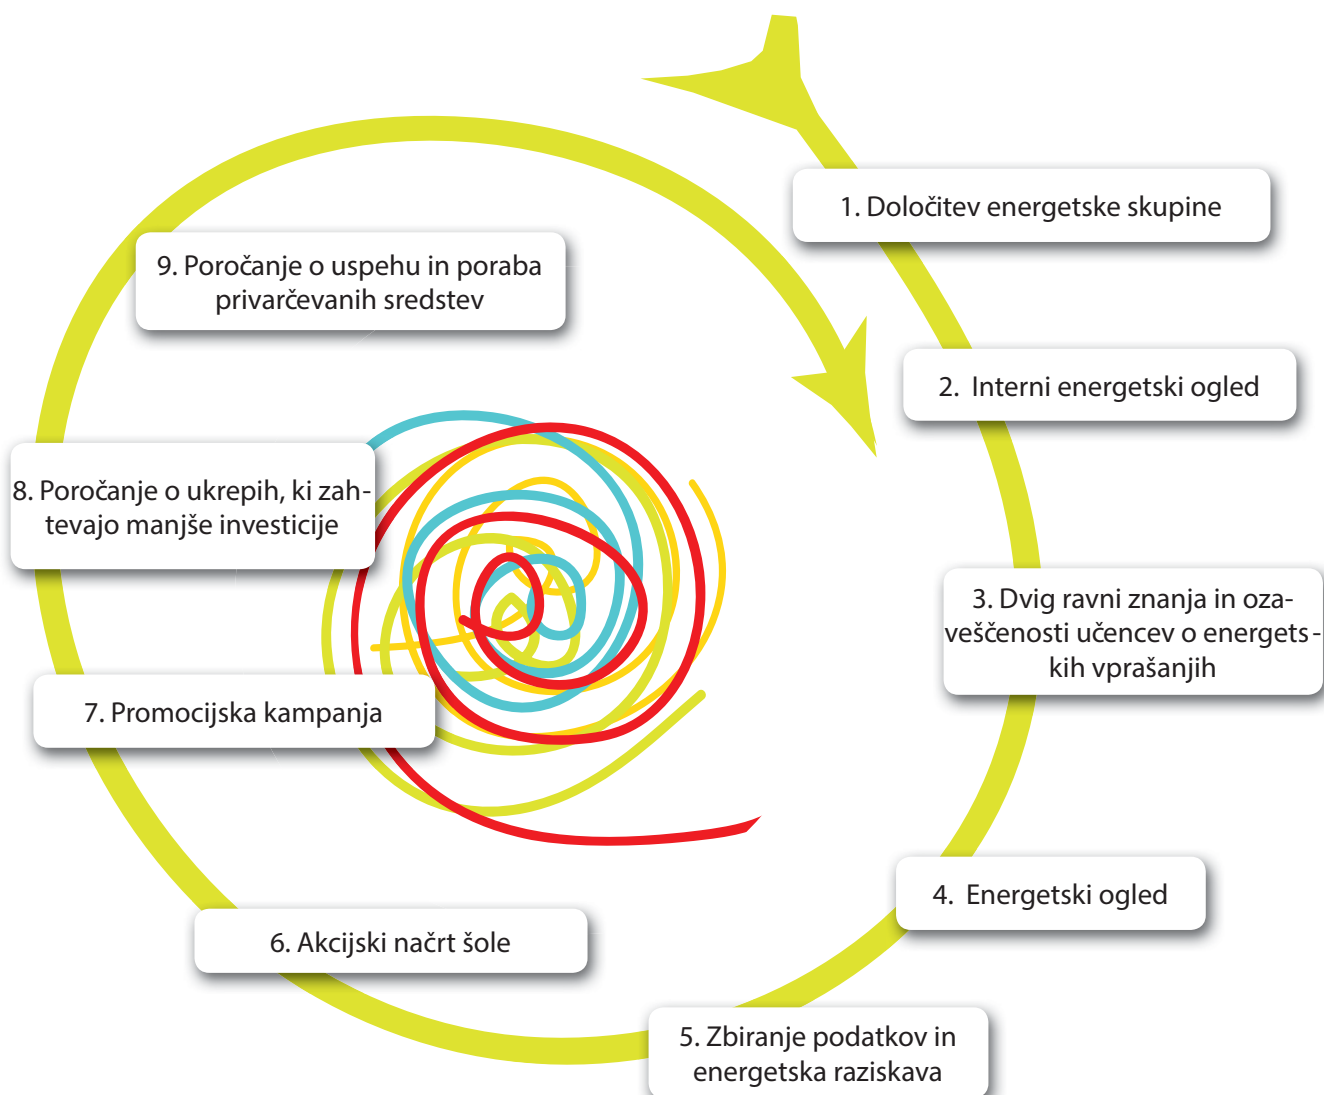 1. Določitev energetske skupine
2. Interni energetski ogled
3. Dvig ravni znanja in oza-
veščenosti učencev o energets-
kih vprašanjih
4. Energetski ogled
5. Zbiranje podatkov in
energetska raziskava
6. Akcijski načrt šole
7. Promocijska kampanja
8. Poročanje o ukrepih, ki zah-
tevajo manjše investicije
9. Poročanje o uspehu in poraba
privarčevanih sredstev